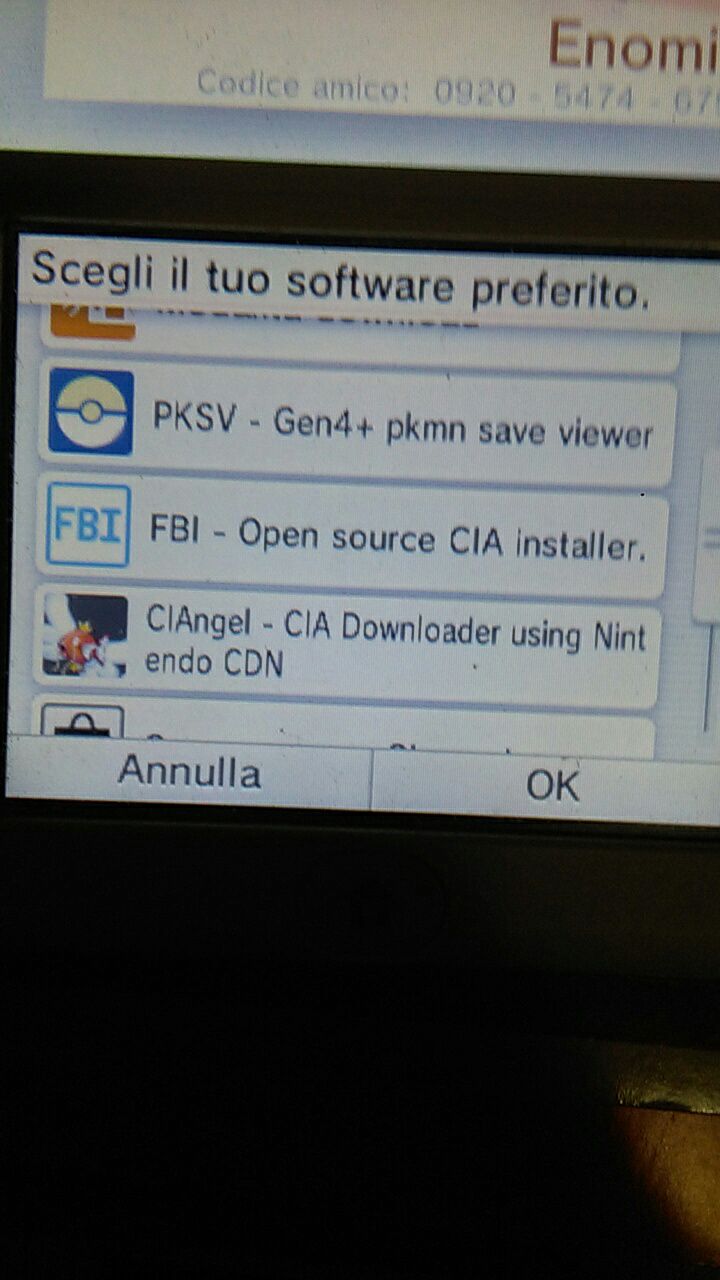 Enomi
Codice amico: 0920 - 5474 - 67
Scegli il tuo software preferito.
PKSV - Gen4+ pkmn save viewer
FBI
FBI - Open source CIA installer.
CIAngel - CIA Downloader using Nint
endo CDN
Annulla
OK